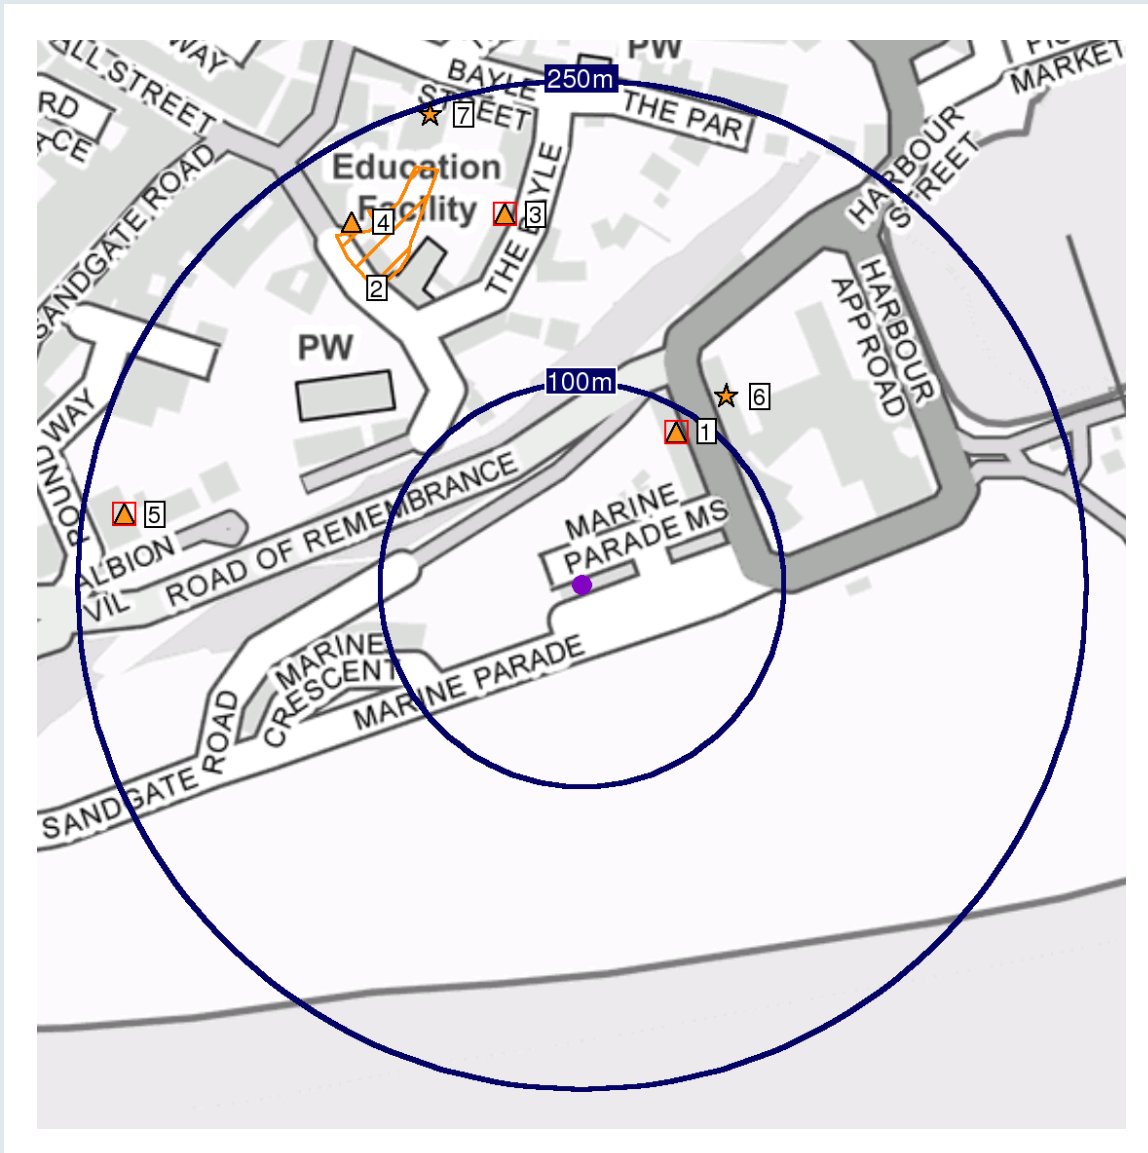 PW
WAY
BAYLE
STREET
250m
THE PAR
MARKET
RD
CE
ALL STREET
7
HARBOUR
STREET
Education
Facility
SANDGATE ROAD
4
3
THE BAYLE
2
HARBOUR
APP ROAD
PW
100m
6
1
ROUND WAY
5
ROAD OF REMEMBRANCE
MARINE
PARADE MS
ALBION
VIL
MARINE
CRESCENT
MARINE PARADE
SANDGATE ROAD